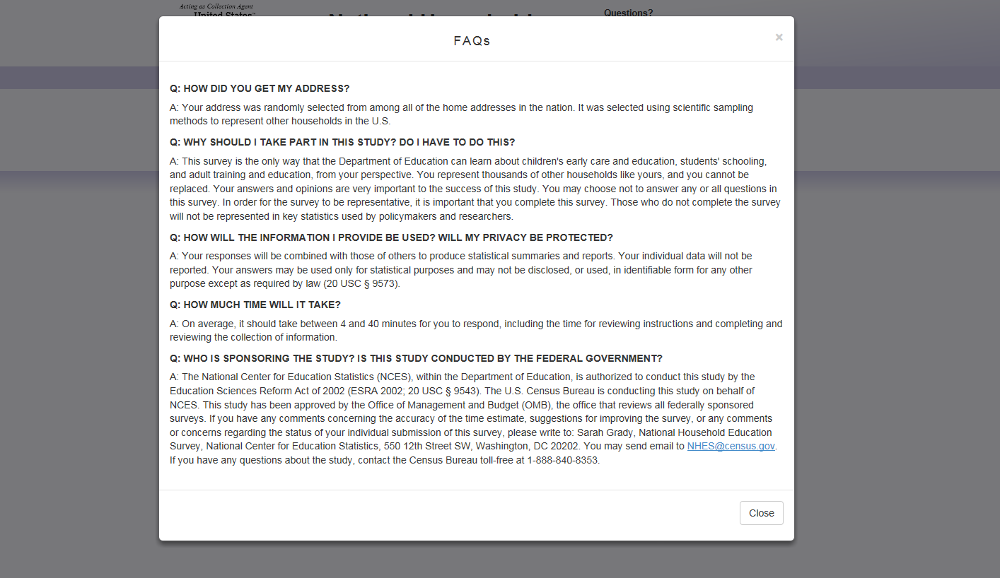 Acting as Collection Agent
United States
Questions?
FAQs
×
Q: HOW DID YOU GET MY ADDRESS?
A: Your address was randomly selected from among all of the home addresses in the nation. It was selected using scientific sampling
methods to represent other households in the U.S.
Q: WHY SHOULD I TAKE PART IN THIS STUDY? DO I HAVE TO DO THIS?
A: This survey is the only way that the Department of Education can learn about children's early care and education, students' schooling,
and adult training and education, from your perspective. You represent thousands of other households like yours, and you cannot be
replaced. Your answers and opinions are very important to the success of this study. You may choose not to answer any or all questions in
this survey. In order for the survey to be representative, it is important that you complete this survey. Those who do not complete the survey
will not be represented in key statistics used by policymakers and researchers.
Q: HOW WILL THE INFORMATION I PROVIDE BE USED? WILL MY PRIVACY BE PROTECTED?
A: Your responses will be combined with those of others to produce statistical summaries and reports. Your individual data will not be
reported. Your answers may be used only for statistical purposes and may not be disclosed, or used, in identifiable form for any other
purpose except as required by law (20 USC § 9573).
Q: HOW MUCH TIME WILL IT TAKE?
A: On average, it should take between 4 and 40 minutes for you to respond, including the time for reviewing instructions and completing and
reviewing the collection of information.
Q: WHO IS SPONSORING THE STUDY? IS THIS STUDY CONDUCTED BY THE FEDERAL GOVERNMENT?
A: The National Center for Education Statistics (NCES), within the Department of Education, is authorized to conduct this study by the
Education Sciences Reform Act of 2002 (ESRA 2002; 20 USC § 9543). The U.S. Census Bureau is conducting this study on behalf of
NCES. This study has been approved by the Office of Management and Budget (OMB), the office that reviews all federally sponsored
surveys. If you have any comments concerning the accuracy of the time estimate, suggestions for improving the survey, or any comments
or concerns regarding the status of your individual submission of this survey, please write to: Sarah Grady, National Household Education
Survey, National Center for Education Statistics, 550 12th Street SW, Washington, DC 20202. You may send email to NHES@census.gov.
If you have any questions about the study, contact the Census Bureau toll-free at 1-888-840-8353.
Close